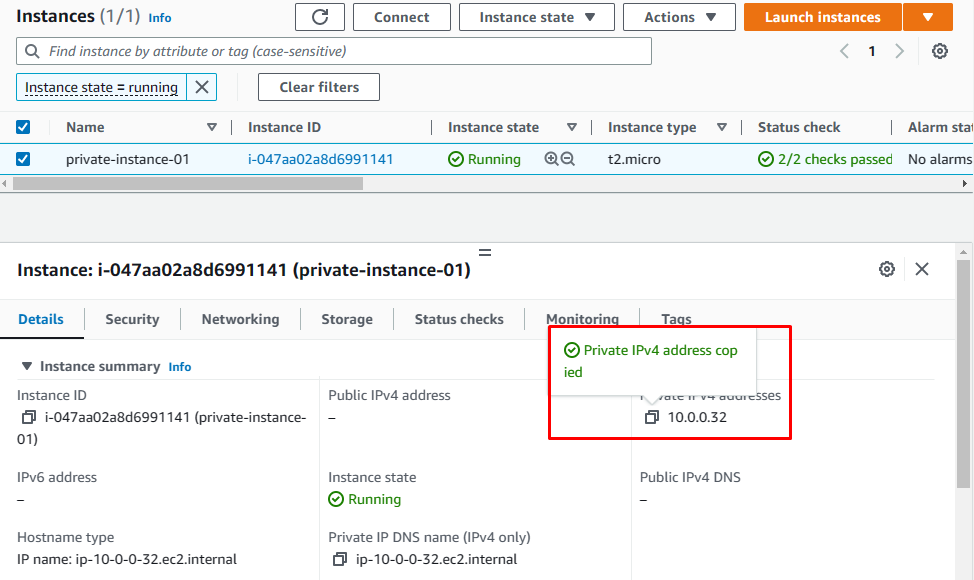 Instances (1/1) Info
Connect
Instance state
Actions
Launch instances
Find instance by attribute or tag (case-sensitive)
1
Instance state = running
Clear filters
Name Instance ID Instance state Instance type Status check Alarm stat
private-instance-01 i-047aa02a8d6991141 Running t2.micro 2/2 checks passed No alarms
Instance: i-047aa02a8d6991141 (private-instance-01)
Details Security Networking Storage Status checks Monitoring Tags
Private IPv4 address cop
ied
Instance summary Info
Instance ID
i-047aa02a8d6991141 (private-instance-
01)
Public IPv4 address
–
IPv4 addresses
10.0.0.32
IPv6 address
–
Instance state
Running
Public IPv4 DNS
–
Hostname type
IP name: ip-10-0-0-32.ec2.internal
Private IP DNS name (IPv4 only)
ip-10-0-0-32.ec2.internal